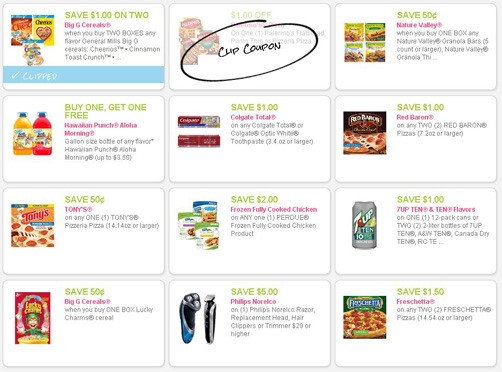 SAVE $1.00 ON TWO
Big G Cereals®
when you buy TWO BOXES any
flavor General Mills Big G
cereals: Cheerios™ • Cinnamon
Toast Crunch™ • ...
✓ CLIPPED
$1.00 OFF
on One (1) Palermo's
CLIP COUPON
SAVE 50¢
Nature Valley®
when you buy ONE BOX any
Nature Valley® Granola Bars (5
count or larger), Nature Valley®
Granola Thi ...
BUY ONE, GET ONE
FREE
Hawaiian Punch® Aloha
Morning®
Gallon size bottle of any flavor*
Hawaiian Punch® Aloha
Morning® (up to $3.50)
SAVE $1.00
Colgate Total®
on any Colgate Total® or
Colgate® Optic White®
Toothpaste (3.4 oz or larger)
Colgate
SAVE $1.00
Red Baron®
on any TWO (2) RED BARON®
Pizzas (7.2oz or larger)
RED BARON
SAVE 50¢
TONY'S®
on any ONE (1) TONY'S®
Pizzeria Pizza (14.14oz or larger)
Tony's
SAVE $2.00
Frozen Fully Cooked Chicken
on ANY one (1) PERDUE®
Frozen Fully Cooked Chicken
Product
SAVE $1.00
7UP TEN® & TEN® Flavors
on ONE (1) 12-pack cans or
TWO (2) 2-liter bottles of 7UP
TEN®, A&W TEN®, Canada Dry
TEN®, RC TE ...
7UP
TEN
10
SAVE 50¢
Big G Cereals®
when you buy ONE BOX Lucky
Charms® cereal
Lucky
Charms
SAVE $5.00
Philips Norelco
on (1) Philips Norelco Razor,
Replacement Head, Hair
Clippers or Trimmer $29 or
higher
SAVE $1.50
Freschetta®
on any TWO (2) FRESCHETTA®
Pizzas (14.54 oz or larger)
FRESCHETTA